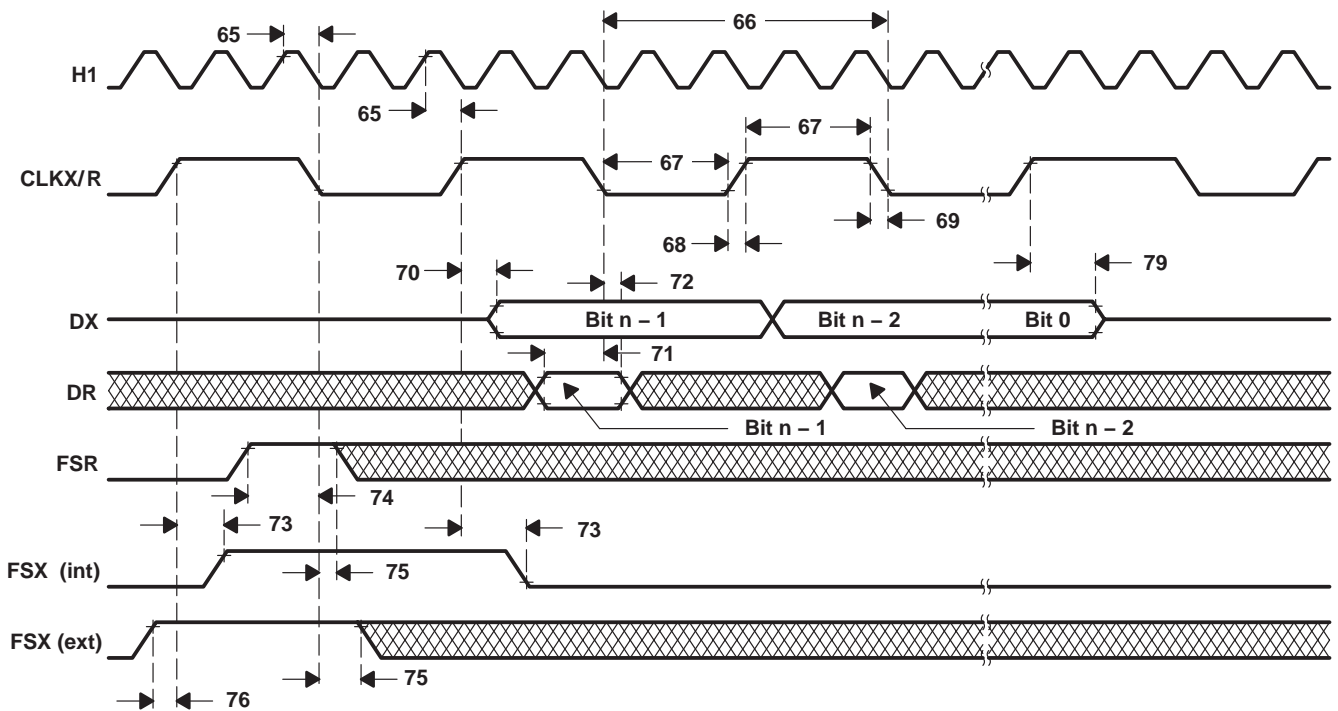 65
66
H1
65
67
67
CLKX/R
69
68
70
72
79
DX
Bit n – 1
Bit n – 2
Bit 0
71
DR
Bit n – 1
Bit n – 2
FSR
74
73
73
FSX (int)
75
FSX (ext)
75
76